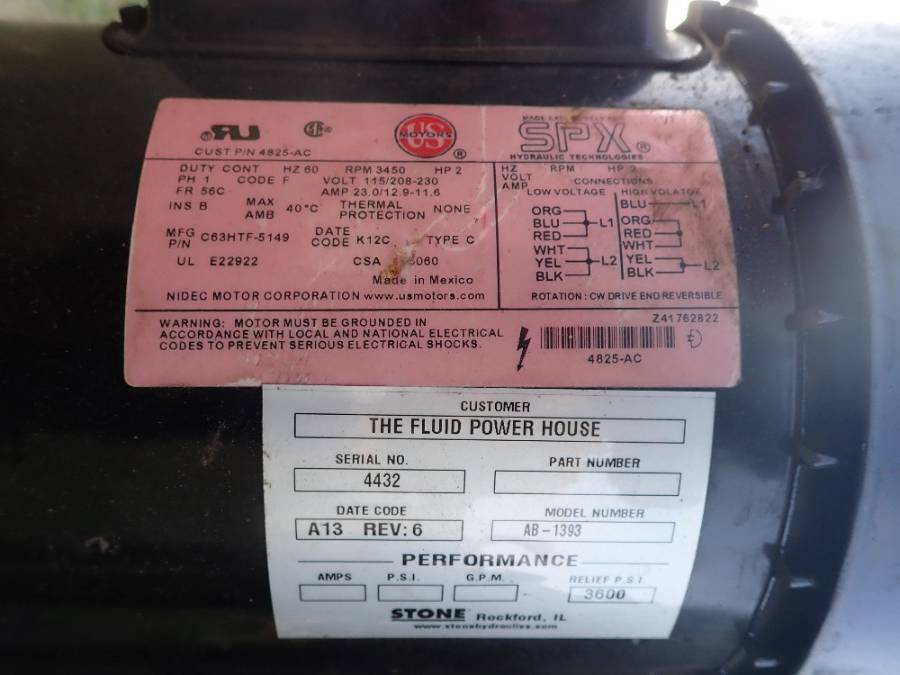 CUST P/N 4825-AC
US
MOTORS
®
SPX®
HYDRAULIC TECHNOLOGIES
DUTY CONT HZ 60 RPM 3450 HP 2
PH 1 CODE F VOLT 115/208-230
FR 56C AMP 23.0/12.9-11.6
INS B MAX AMB 40°C THERMAL PROTECTION NONE
MFG P/N C63HTF-5149 DATE CODE K12C TYPE C
UL E22922 CSA
Made in Mexico
NIDEC MOTOR CORPORATION www.usmotors.com
HZ RPM HP 2
VOLT
AMP
CONNECTIONS
LOW VOLTAGE
ORG
BLU L1
RED
WHT
YEL L2
BLK
HIGH VOLATGE
BLU L1
ORG
RED
WHT
YEL L2
BLK
ROTATION : CW DRIVE END REVERSIBLE
WARNING: MOTOR MUST BE GROUNDED IN
ACCORDANCE WITH LOCAL AND NATIONAL ELECTRICAL
CODES TO PREVENT SERIOUS ELECTRICAL SHOCKS.
Z41762822
4825-AC
CUSTOMER
THE FLUID POWER HOUSE
SERIAL NO. PART NUMBER
4432
DATE CODE MODEL NUMBER
A13 REV: 6 AB-1393
PERFORMANCE
AMPS P.S.I. G.P.M. RELIEF P.S.I.
3600
STONE Rockford, IL
www.stonehydraulics.com